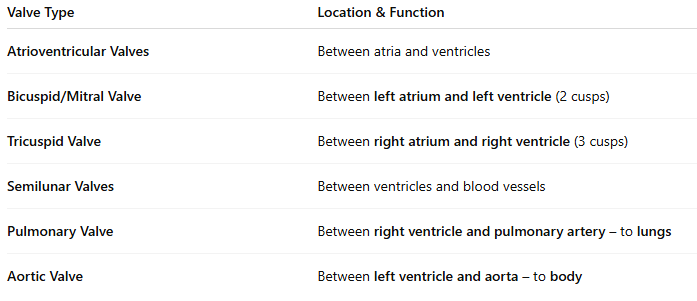 Valve Type Location & Function
Atrioventricular Valves Between atria and ventricles
Bicuspid/Mitral Valve Between left atrium and left ventricle (2 cusps)
Tricuspid Valve Between right atrium and right ventricle (3 cusps)
Semilunar Valves Between ventricles and blood vessels
Pulmonary Valve Between right ventricle and pulmonary artery – to lungs
Aortic Valve Between left ventricle and aorta – to body